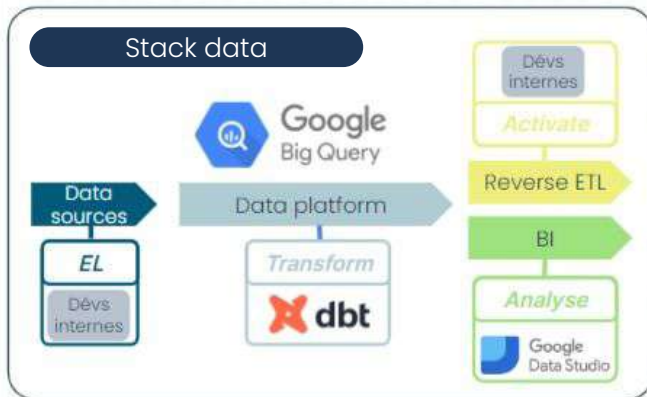 Stack data
Google
Big Query
Data
sources
EL
Dévs
internes
Data platform
Transform
dbt
Dévs
internes
Activate
Reverse ETL
BI
Analyse
Google
Data Studio